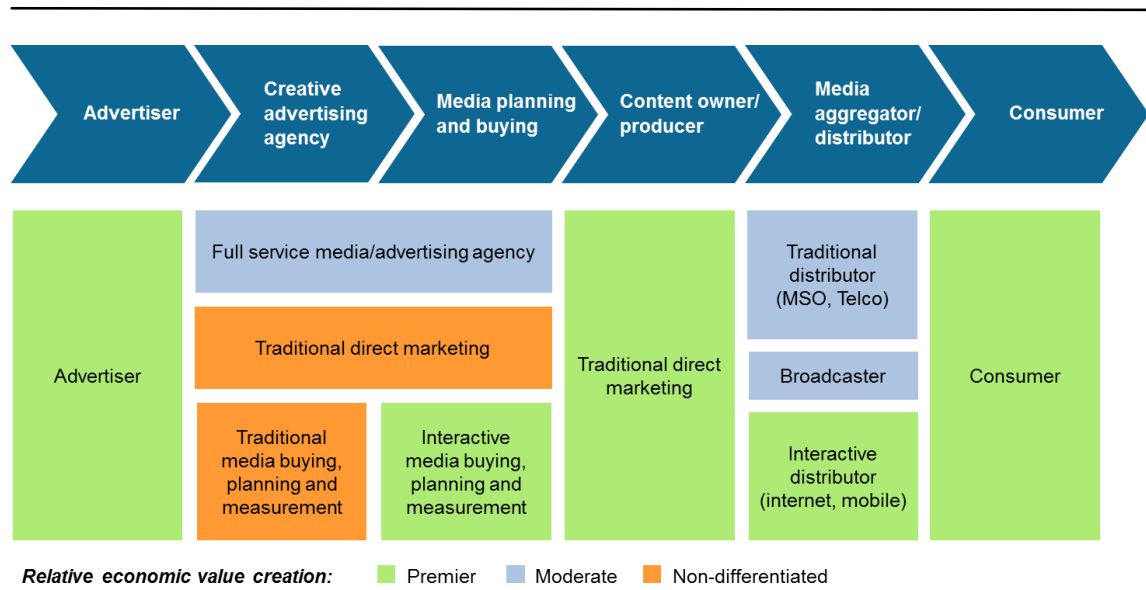 Advertiser
Creative
advertising
agency
Media planning
and buying
Content owner/
producer
Media
aggregator/
distributor
Consumer
Advertiser
Full service media/advertising agency
Traditional direct marketing
Traditional
media buying,
planning and
measurement
Interactive
media buying,
planning and
measurement
Traditional direct
marketing
Traditional
distributor
(MSO, Telco)
Broadcaster
Interactive
distributor
(internet, mobile)
Consumer
Relative economic value creation: Premier Moderate Non-differentiated